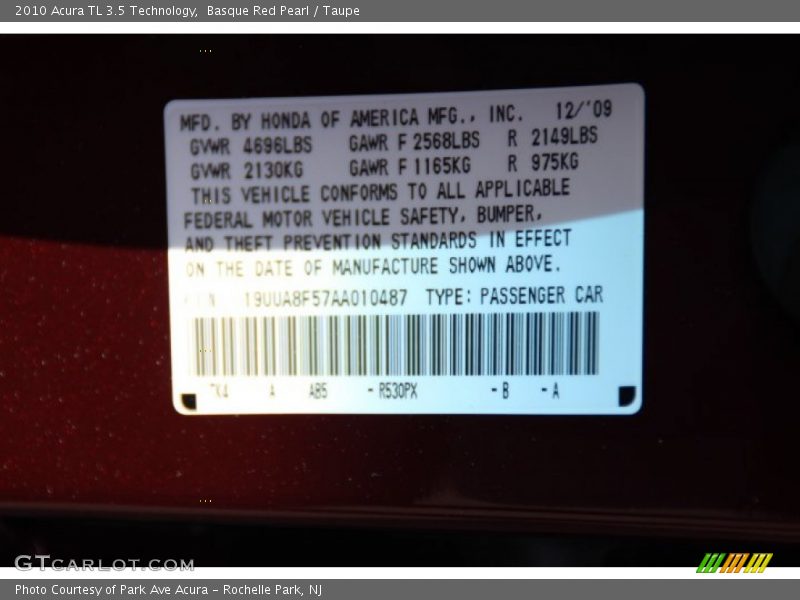 2010 Acura TL 3.5 Technology,  Basque Red Pearl / Taupe
MFD. BY HONDA OF AMERICA MFG., INC. 12/'09
GVWR 4696LBS GAWR F 2568LBS R 2149LBS
GVWR 2130KG GAWR F 1165KG R 975KG
THIS VEHICLE CONFORMS TO ALL APPLICABLE
FEDERAL MOTOR VEHICLE SAFETY, BUMPER,
AND THEFT PREVENTION STANDARDS IN EFFECT
ON THE DATE OF MANUFACTURE SHOWN ABOVE.
19UUA8F57AA010487 TYPE: PASSENGER CAR
TK4 A AB5 -R530PX -B -A
GTCARLOT.COM
Photo Courtesy of Park Ave Acura - Rochelle Park, NJ